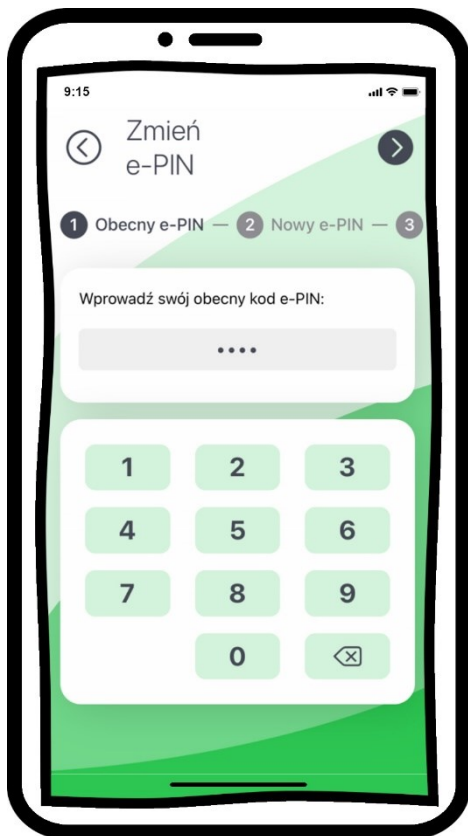 9:15
Zmień
e-PIN
1 Obecny e-PIN — 2 Nowy e-PIN — 3
Wprowadź swój obecny kod e-PIN:
••••
1 2 3
4 5 6
7 8 9
0